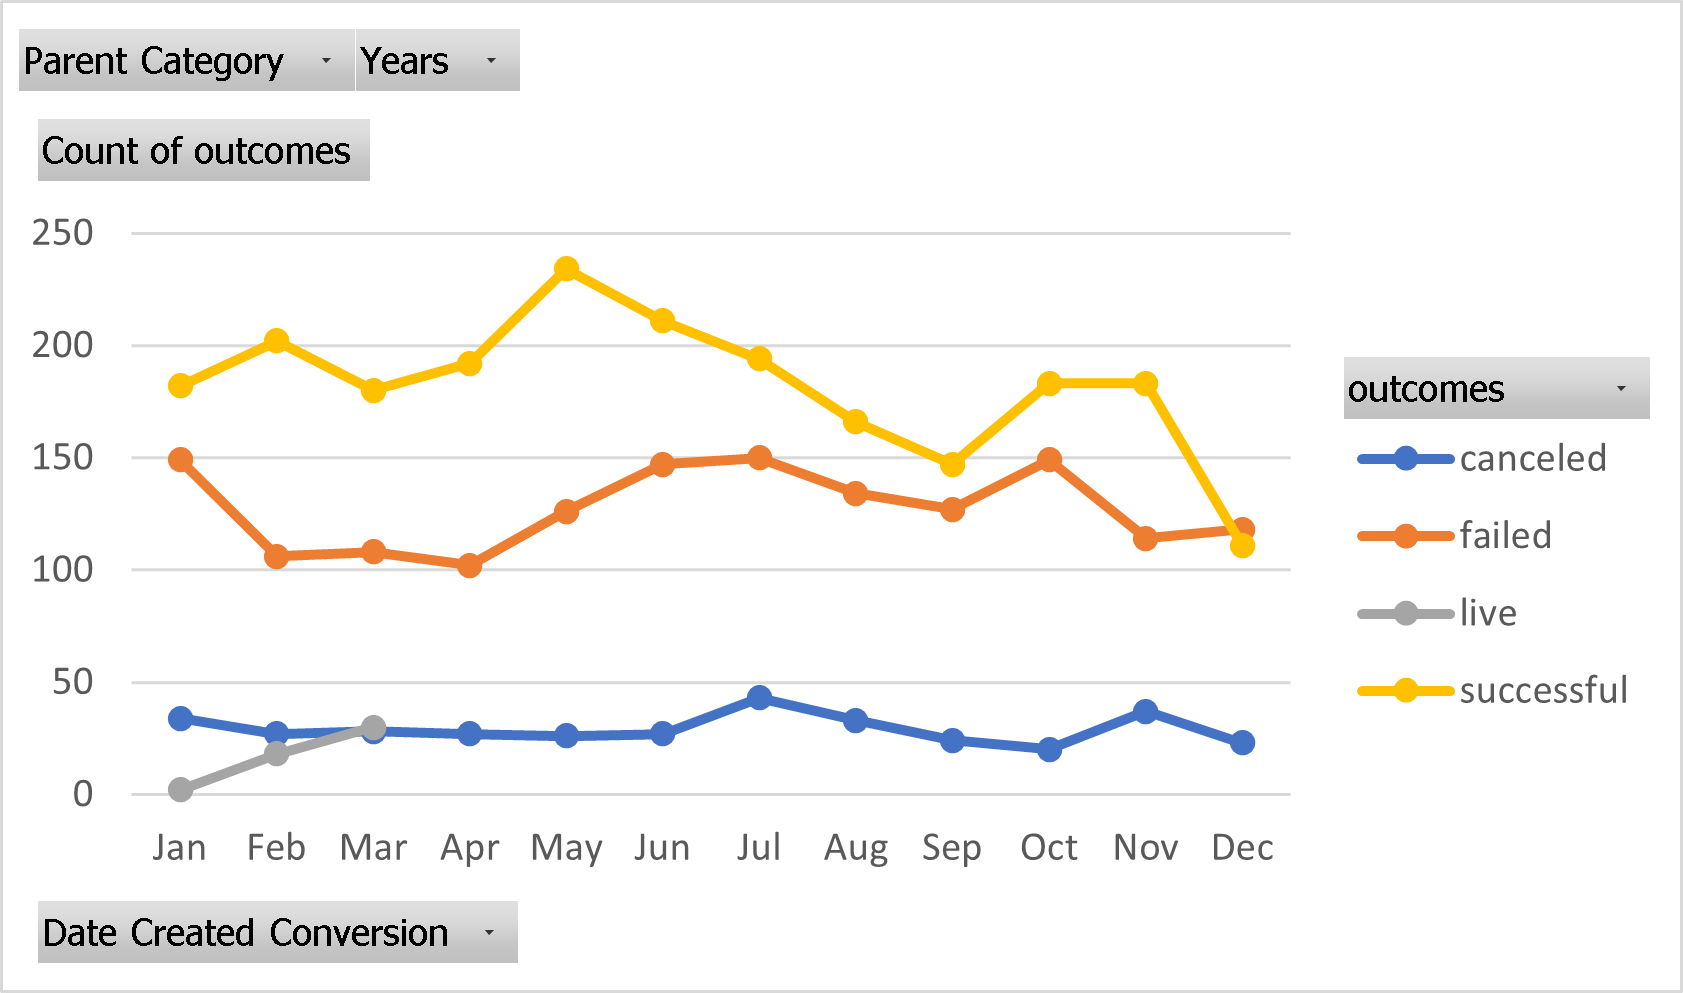 Parent Category Years
Count of outcomes
250
200
150
100
50
0
Jan Feb Mar Apr May Jun Jul Aug Sep Oct Nov Dec
outcomes
canceled
failed
live
successful
Date Created Conversion